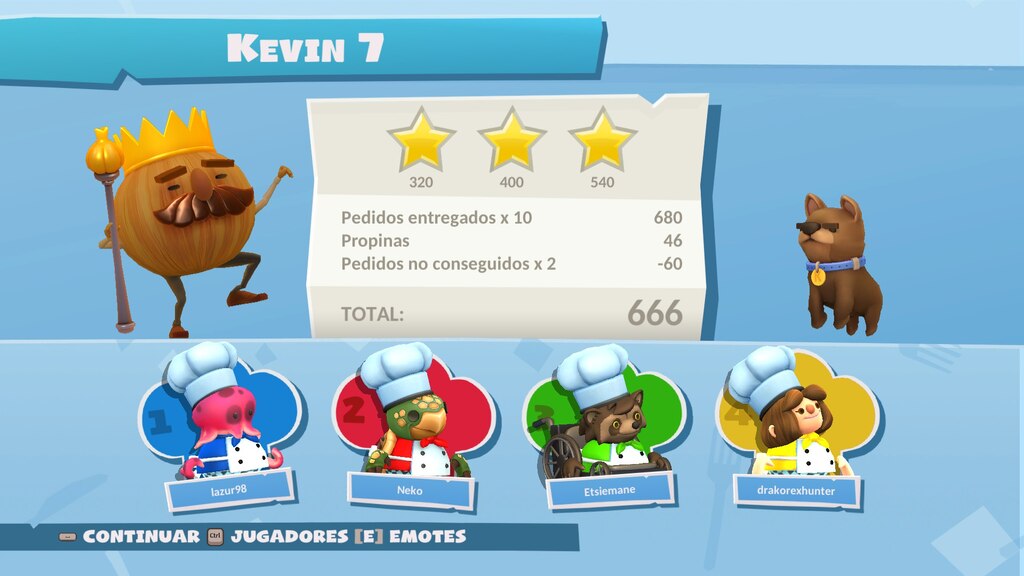 KEVIN 7
320 400 540
Pedidos entregados x 10 680
Propinas 46
Pedidos no conseguidos x 2 -60
TOTAL: 666
1 2 3 4
lazur98 Neko Etsiemane drakorexhunter
CONTINUAR Ctrl JUGADORES [E] EMOTES